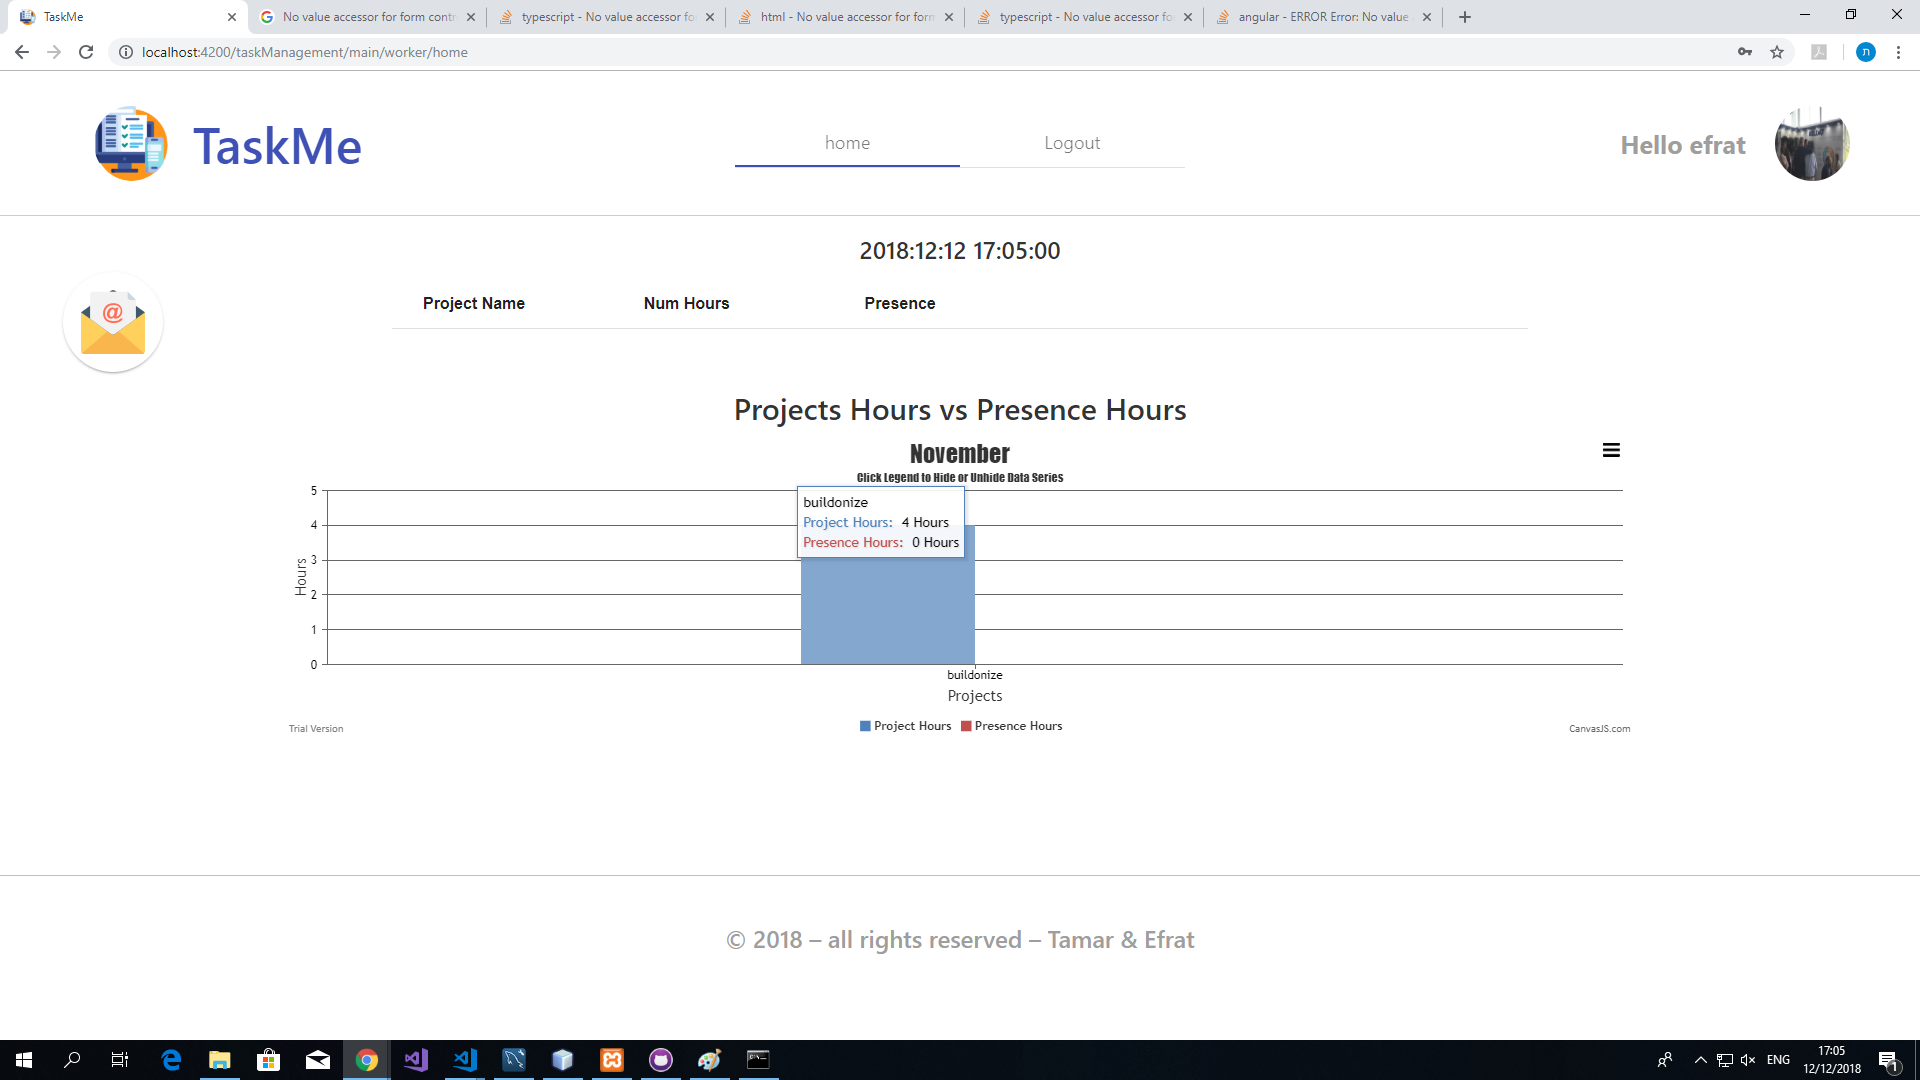 TaskMe
No value accessor for form contr
typescript - No value accessor fo
html - No value accessor for form
typescript - No value accessor fo
angular - ERROR Error: No value
localhost:4200/taskManagement/main/worker/home
ת
TaskMe
home
Logout
Hello efrat
2018:12:12 17:05:00
@
Project Name
Num Hours
Presence
Projects Hours vs Presence Hours
November
Click Legend to Hide or Unhide Data Series
5
4
3
2
1
0
Hours
buildonize
Project Hours: 4 Hours
Presence Hours: 0 Hours
buildonize
Projects
Project Hours
Presence Hours
Trial Version
CanvasJS.com
© 2018 – all rights reserved – Tamar & Efrat
ENG
17:05
12/12/2018
1